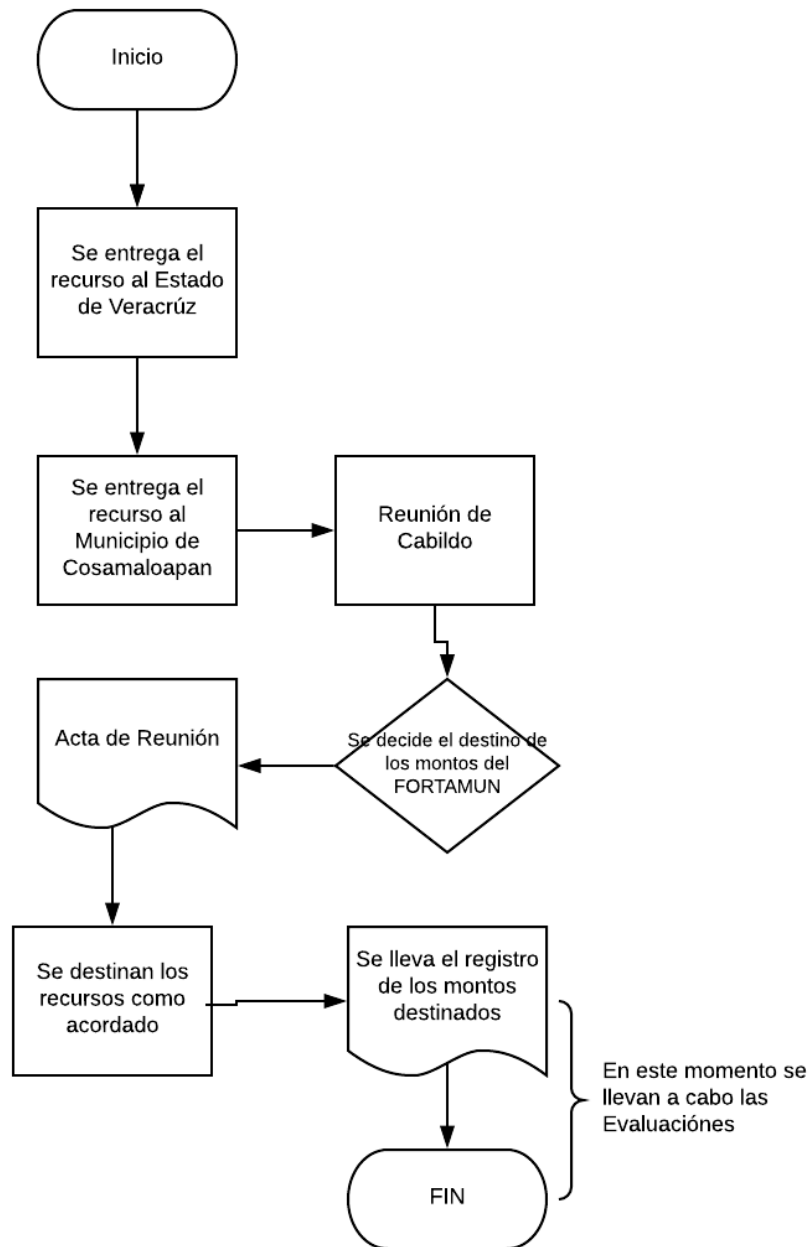 Inicio
Se entrega el
recurso al Estado
de Veracrúz
Se entrega el
recurso al
Municipio de
Cosamaloapan
Reunión de
Cabildo
Se decide el destino de
los montos del
FORTAMUN
Acta de Reunión
Se destinan los
recursos como
acordado
Se lleva el registro
de los montos
destinados
En este momento se
llevan a cabo las
Evaluaciónes
FIN